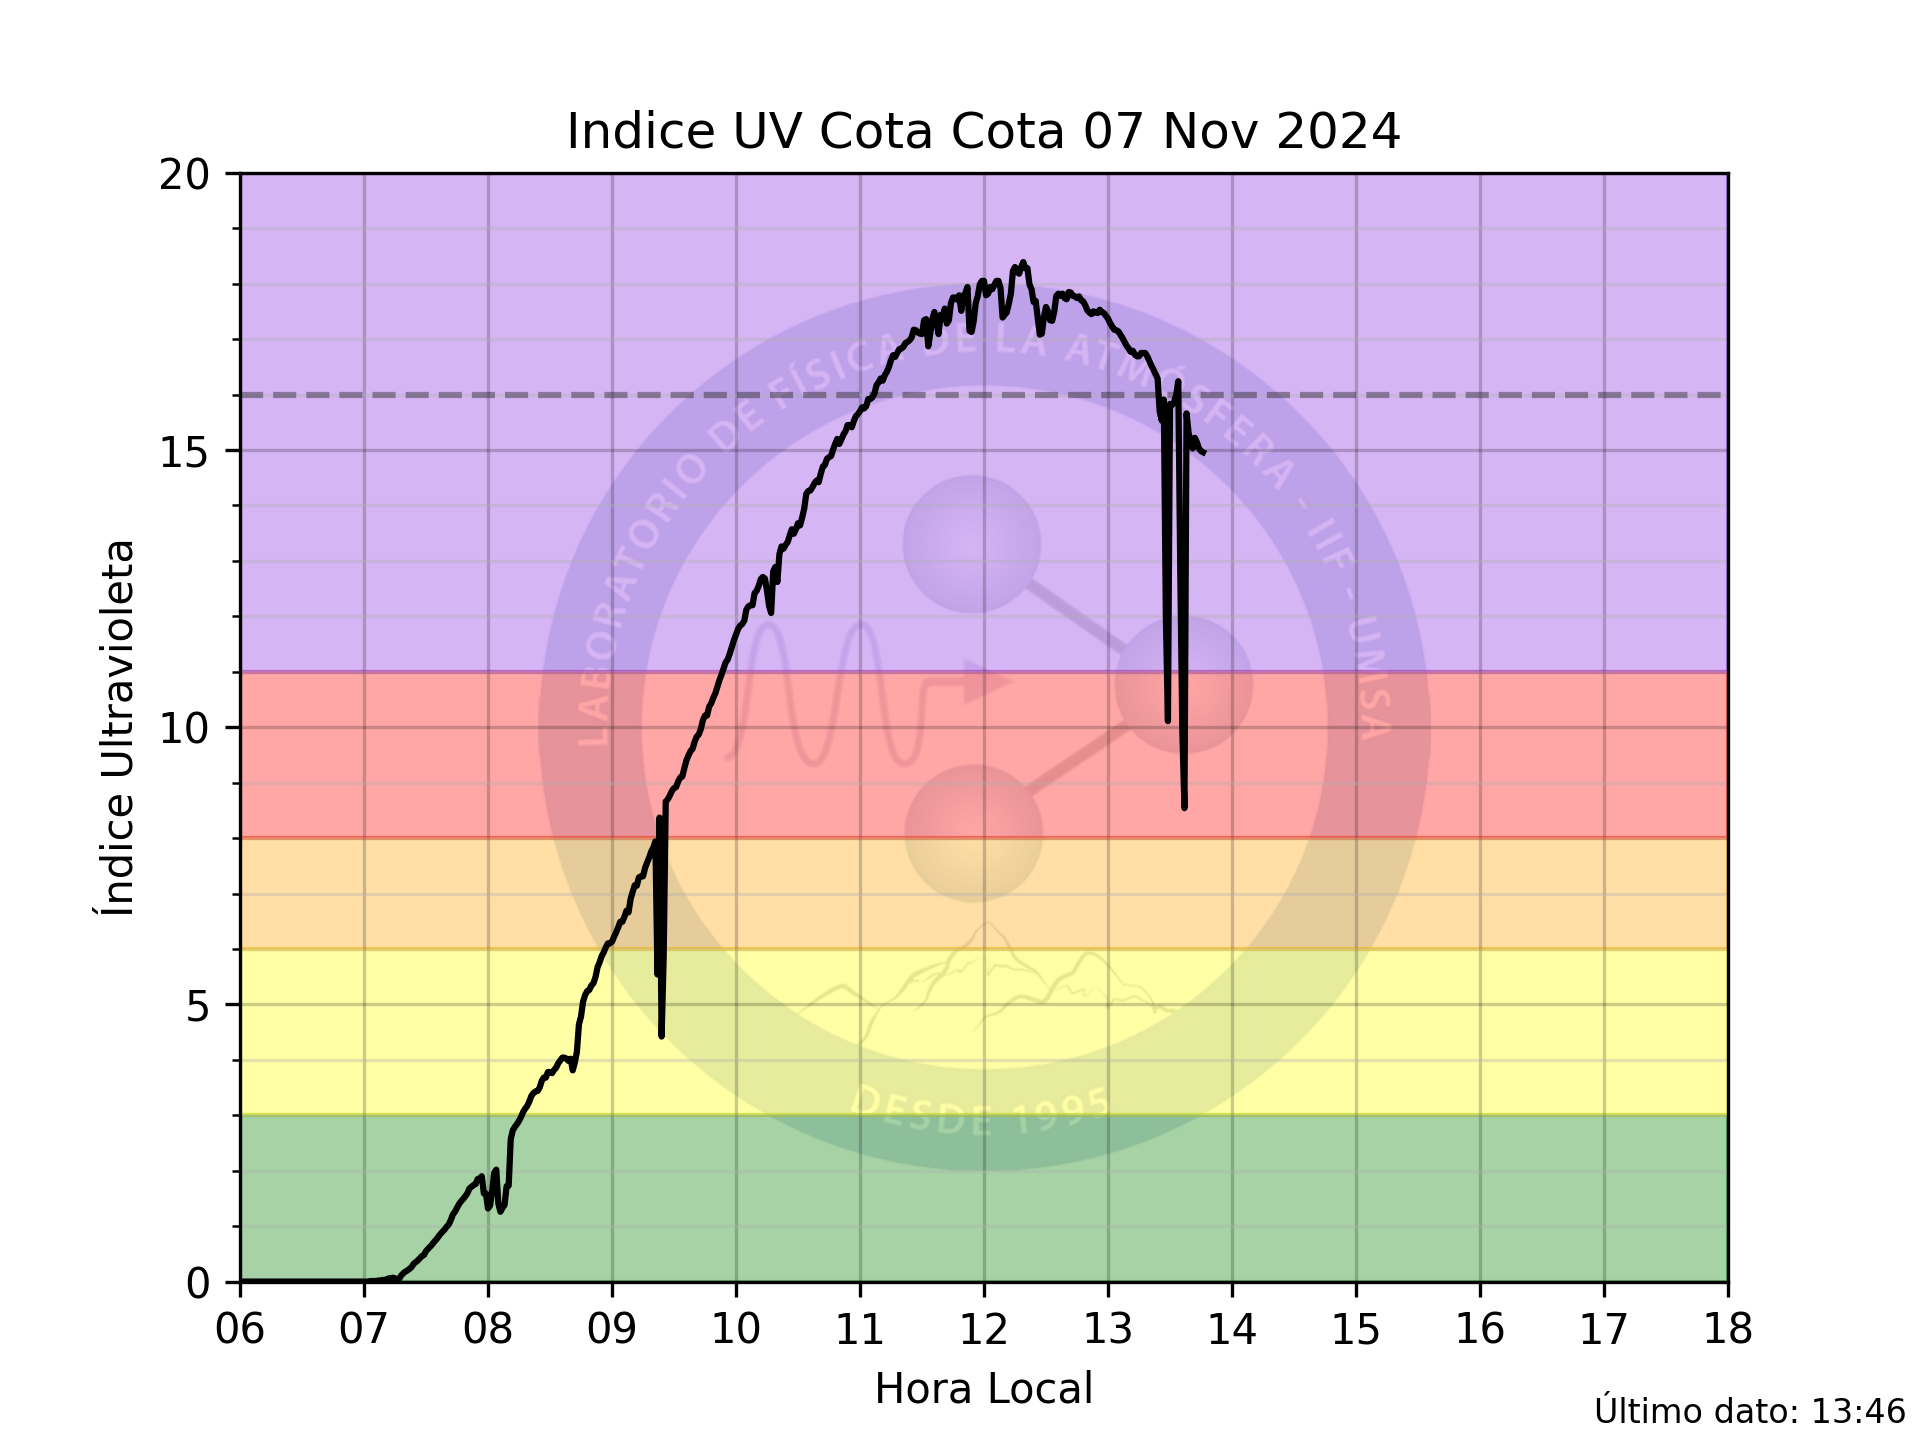 Indice UV Cota Cota 07 Nov 2024
20
15
10
5
0
Índice Ultravioleta
LABORATORIO DE FÍSICA DE LA ATMÓSFERA - IIF - UMSA
DESDE 1995
06 07 08 09 10 11 12 13 14 15 16 17 18
Hora Local
Último dato: 13:46